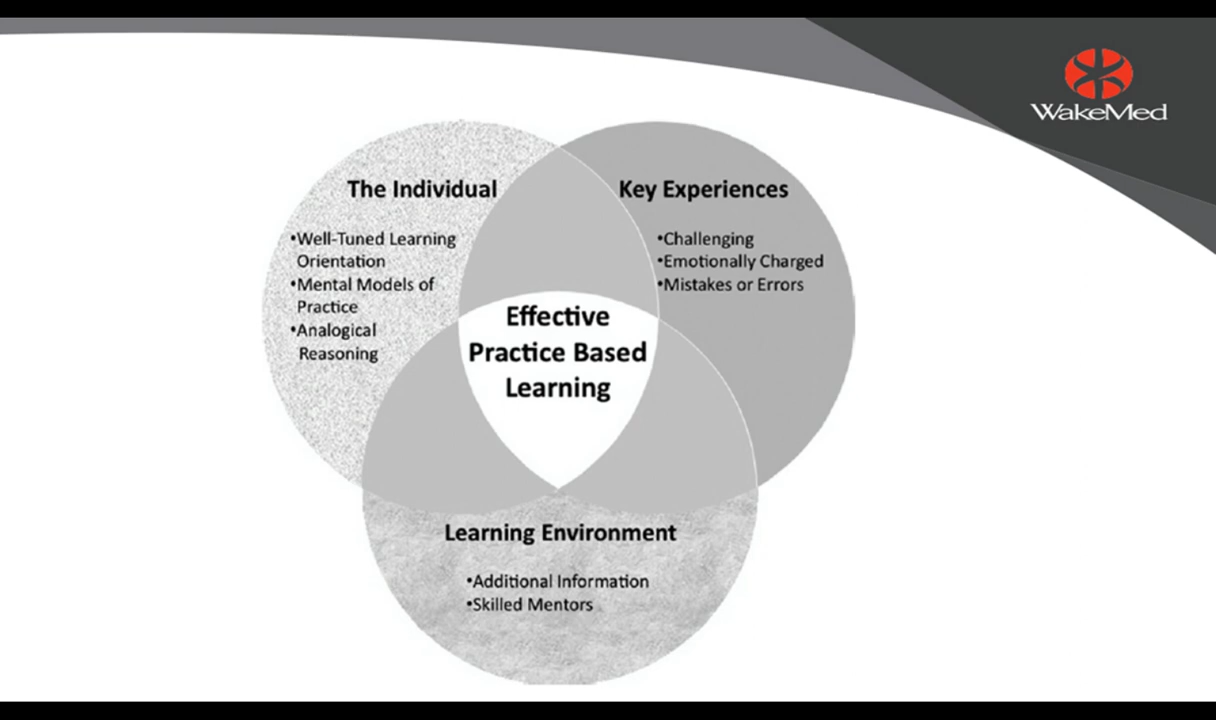 WakeMed
The Individual
•Well-Tuned Learning
Orientation
•Mental Models of
Practice
•Analogical
Reasoning
Key Experiences
•Challenging
•Emotionally Charged
•Mistakes or Errors
Effective
Practice Based
Learning
Learning Environment
•Additional Information
•Skilled Mentors